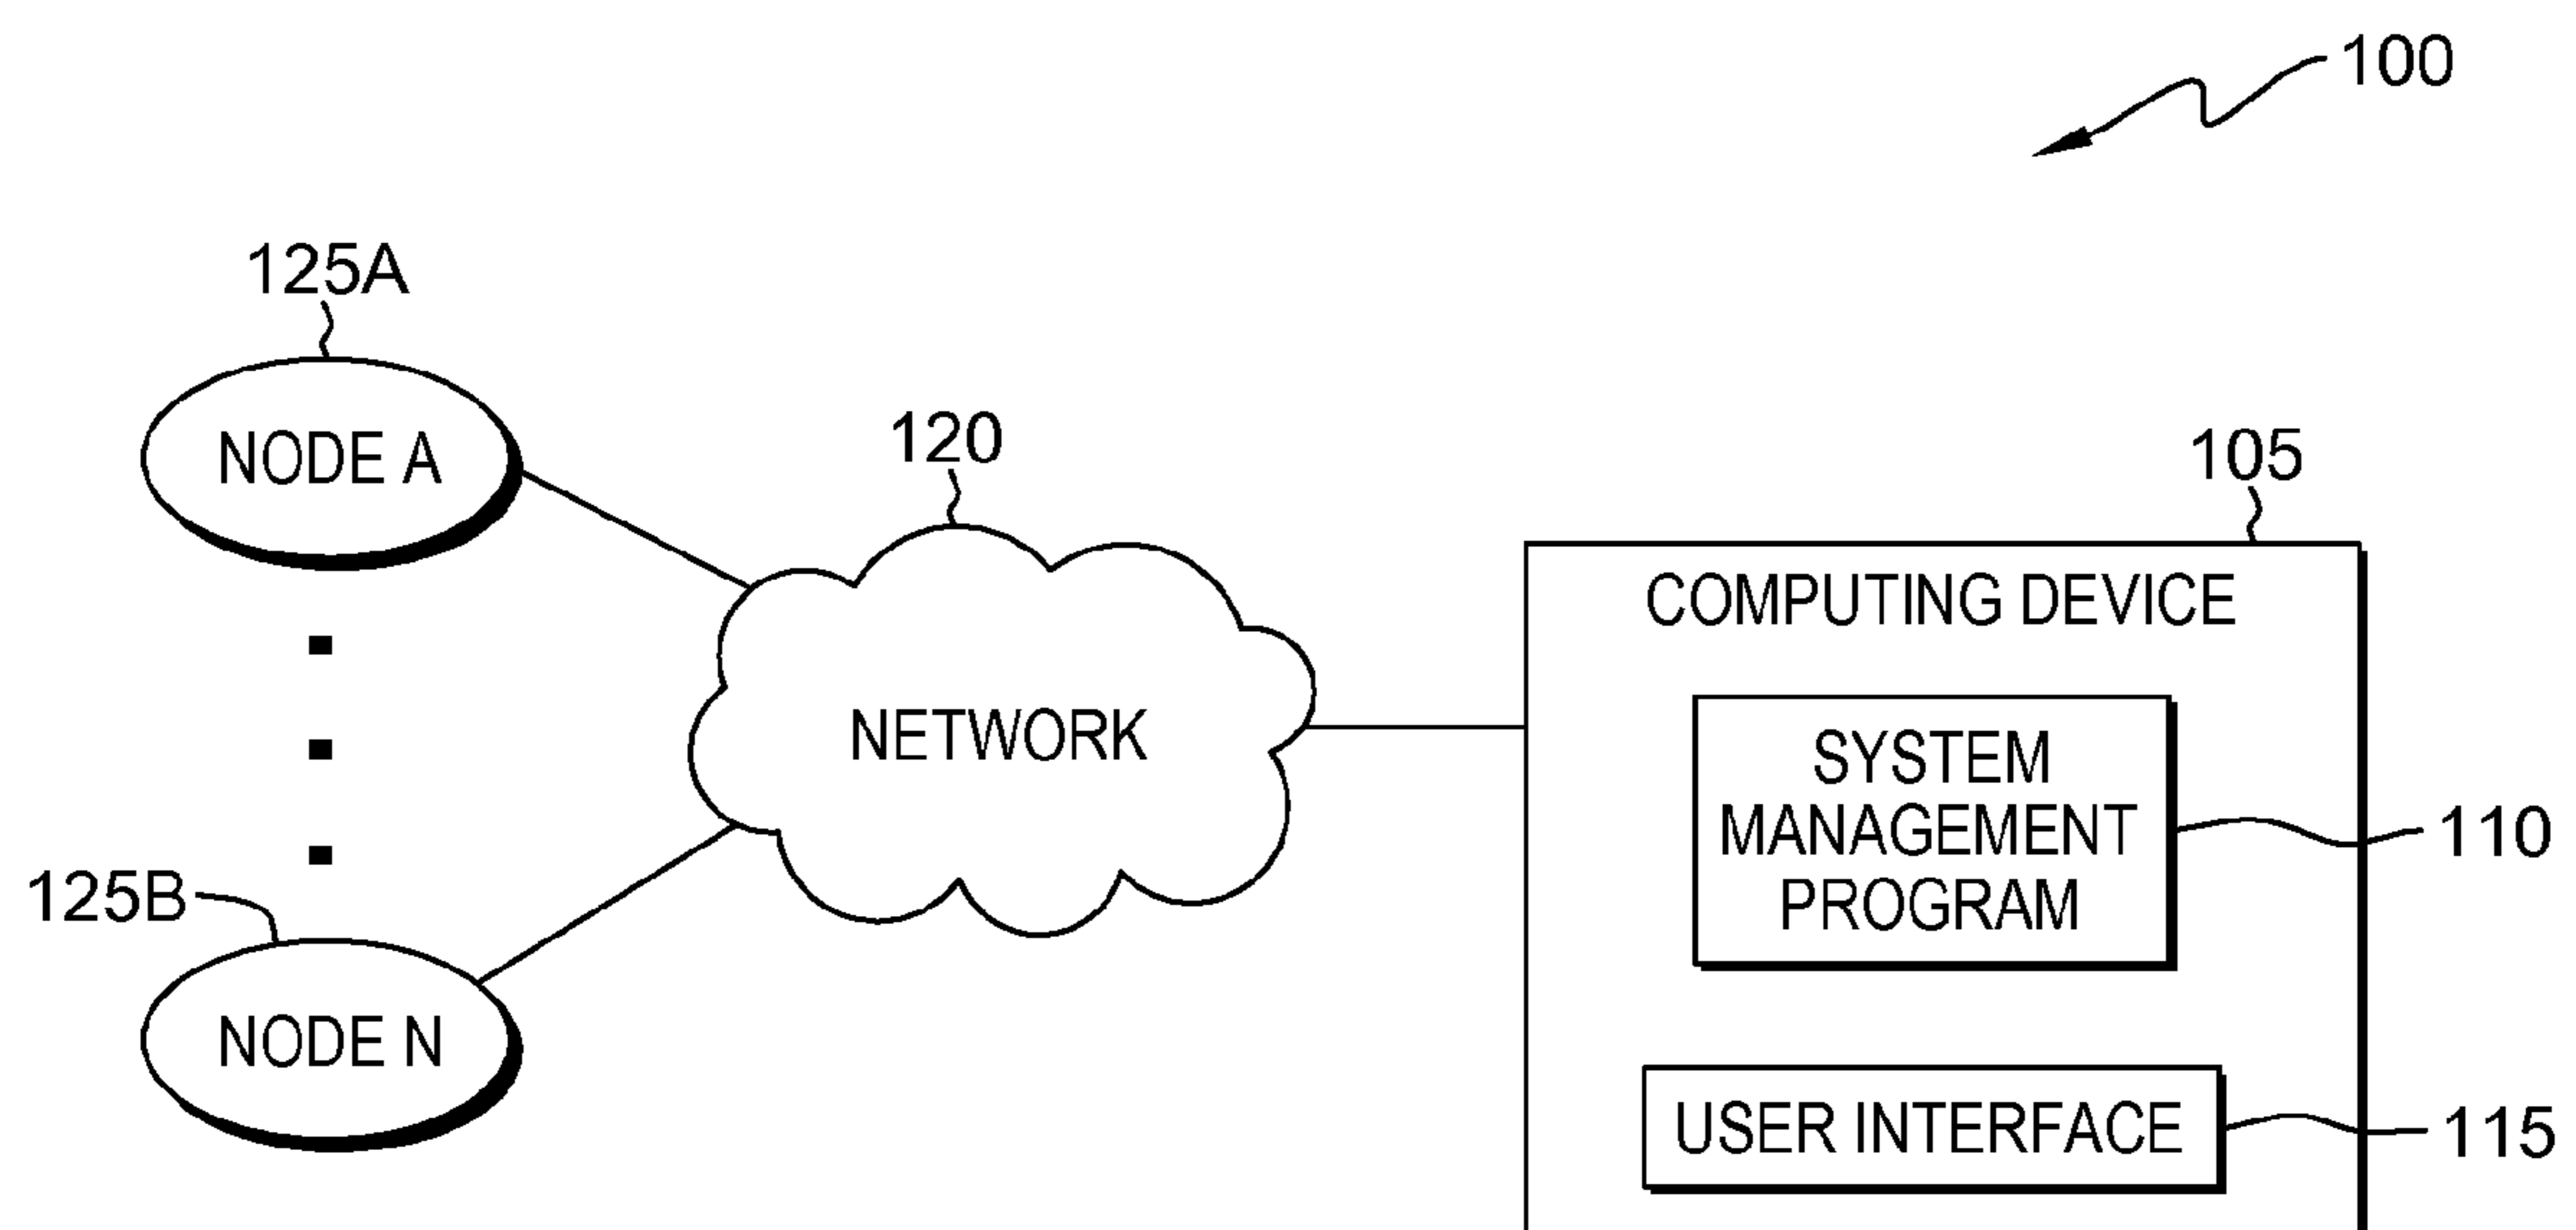 100
125A
NODE A
120
105
COMPUTING DEVICE
NETWORK
SYSTEM
MANAGEMENT
PROGRAM
110
125B
NODE N
USER INTERFACE
115